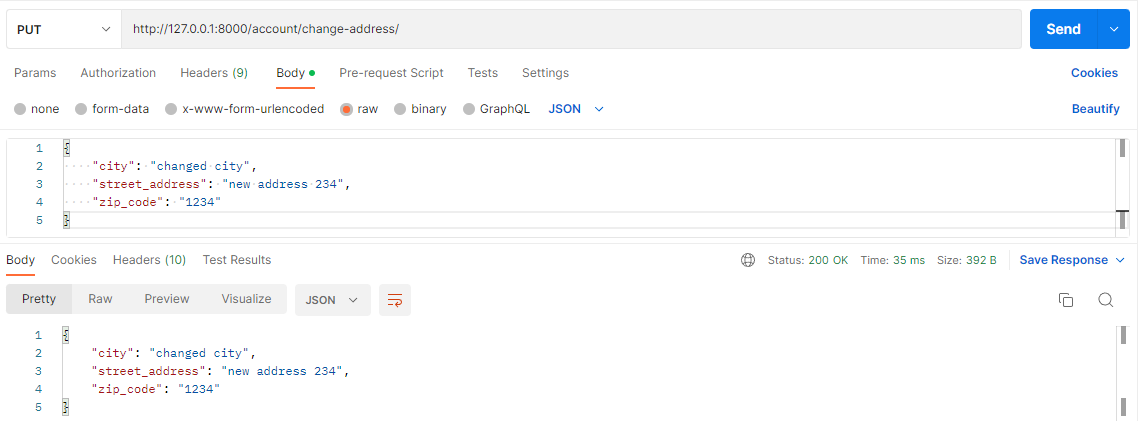 PUT http://127.0.0.1:8000/account/change-address/ Send
Params Authorization Headers (9) Body Pre-request Script Tests Settings Cookies
none form-data x-www-form-urlencoded raw binary GraphQL JSON Beautify
1 {
2 "city": "changed city",
3 "street_address": "new address 234",
4 "zip_code": "1234"
5 }
Body Cookies Headers (10) Test Results Status: 200 OK Time: 35 ms Size: 392 B Save Response
Pretty Raw Preview Visualize JSON
1 {
2 "city": "changed city",
3 "street_address": "new address 234",
4 "zip_code": "1234"
5 }